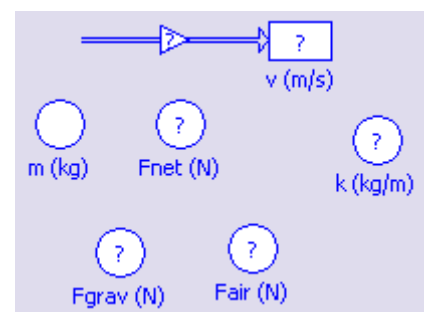 ?
?
v (m/s)
?
?
m (kg)
Fnet (N)
k (kg/m)
?
?
Fgrav (N)
Fair (N)